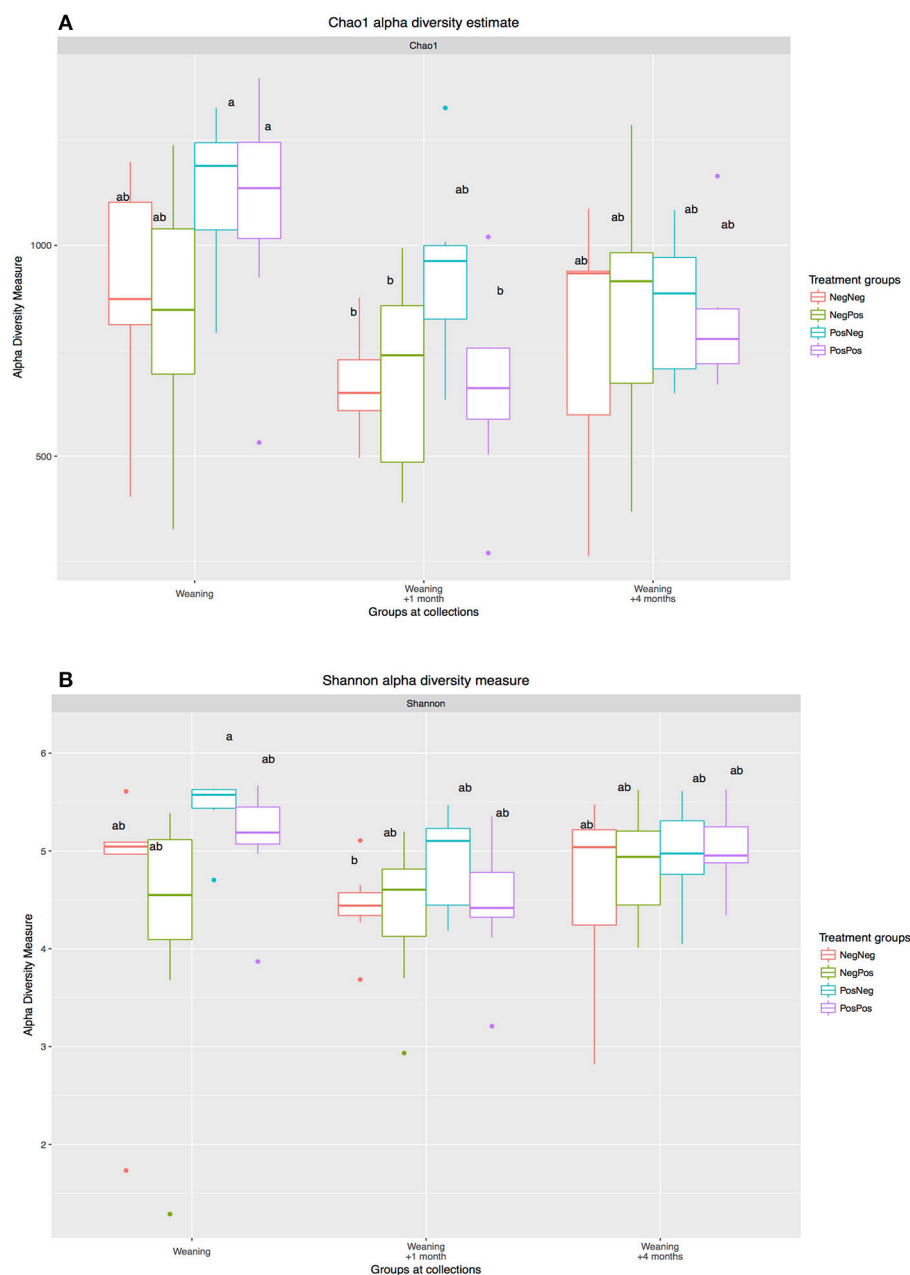 A
Chao1 alpha diversity estimate
Chao1
a
a
ab
ab
ab
ab
ab
ab
ab
b
b
b
ab
1000
500
Alpha Diversity Measure
Treatment groups
NegNeg
NegPos
PosNeg
PosPos
Weaning
Weaning
+1 month
Weaning
+4 months
Groups at collections
B
Shannon alpha diversity measure
Shannon
a
ab
ab
ab
ab
ab
ab
ab
ab
ab
ab
b
6
5
4
3
2
Alpha Diversity Measure
Treatment groups
NegNeg
NegPos
PosNeg
PosPos
Weaning
Weaning
+1 month
Weaning
+4 months
Groups at collections